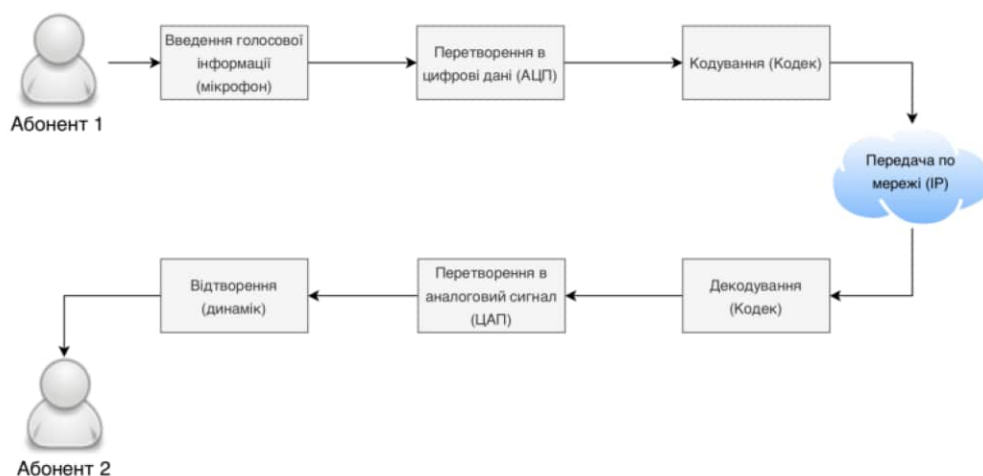 Введення голосової
інформації
(мікрофон)
Перетворення в
цифрові дані (АЦП)
Кодування (Кодек)
Абонент 1
Передача по
мережі (IP)
Декодування
(Кодек)
Перетворення в
аналоговий сигнал
(ЦАП)
Відтворення
(динамік)
Абонент 2